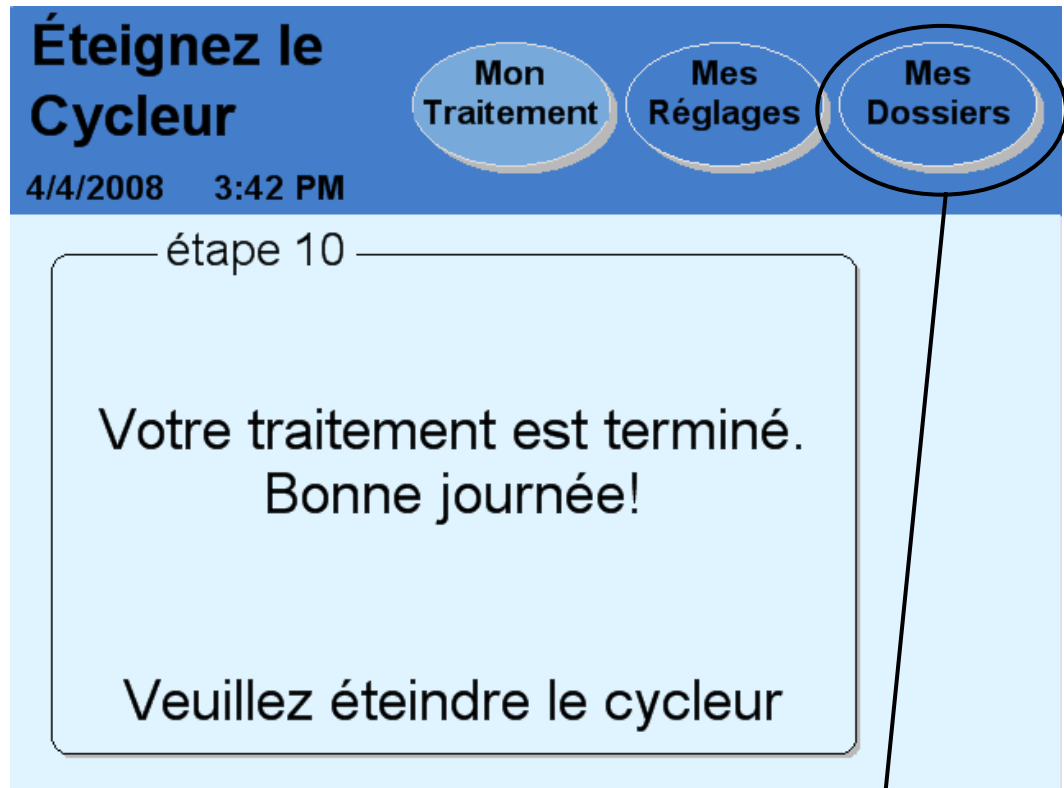 Éteignez le
Cycleur
4/4/2008 3:42 PM
Mon
Traitement
Mes
Réglages
Mes
Dossiers
étape 10
Votre traitement est terminé.
Bonne journée!
Veuillez éteindre le cycleur